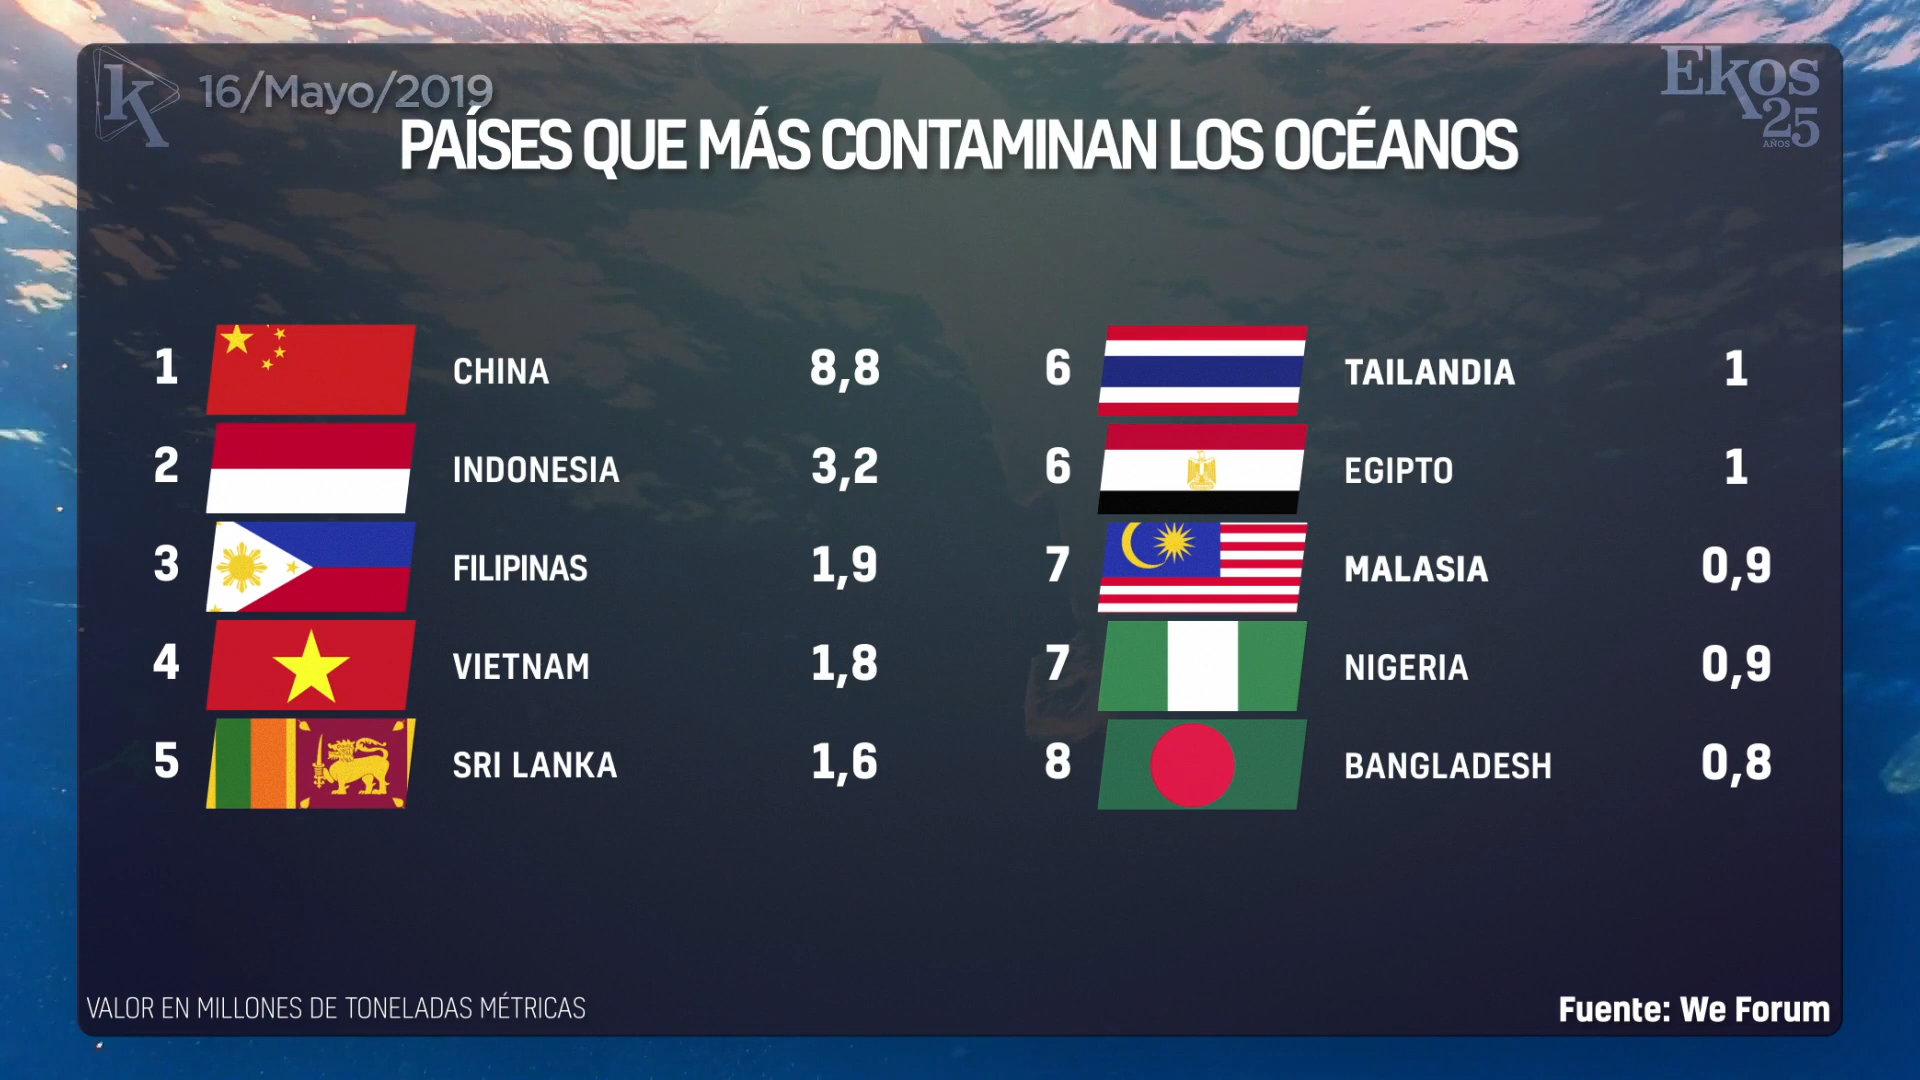 k 16/Mayo/2019
Ekos
25
AÑOS
PAÍSES QUE MÁS CONTAMINAN LOS OCÉANOS
1 CHINA 8,8
2 INDONESIA 3,2
3 FILIPINAS 1,9
4 VIETNAM 1,8
5 SRI LANKA 1,6
6 TAILANDIA 1
6 EGIPTO 1
7 MALASIA 0,9
7 NIGERIA 0,9
8 BANGLADESH 0,8
VALOR EN MILLONES DE TONELADAS MÉTRICAS
Fuente: We Forum